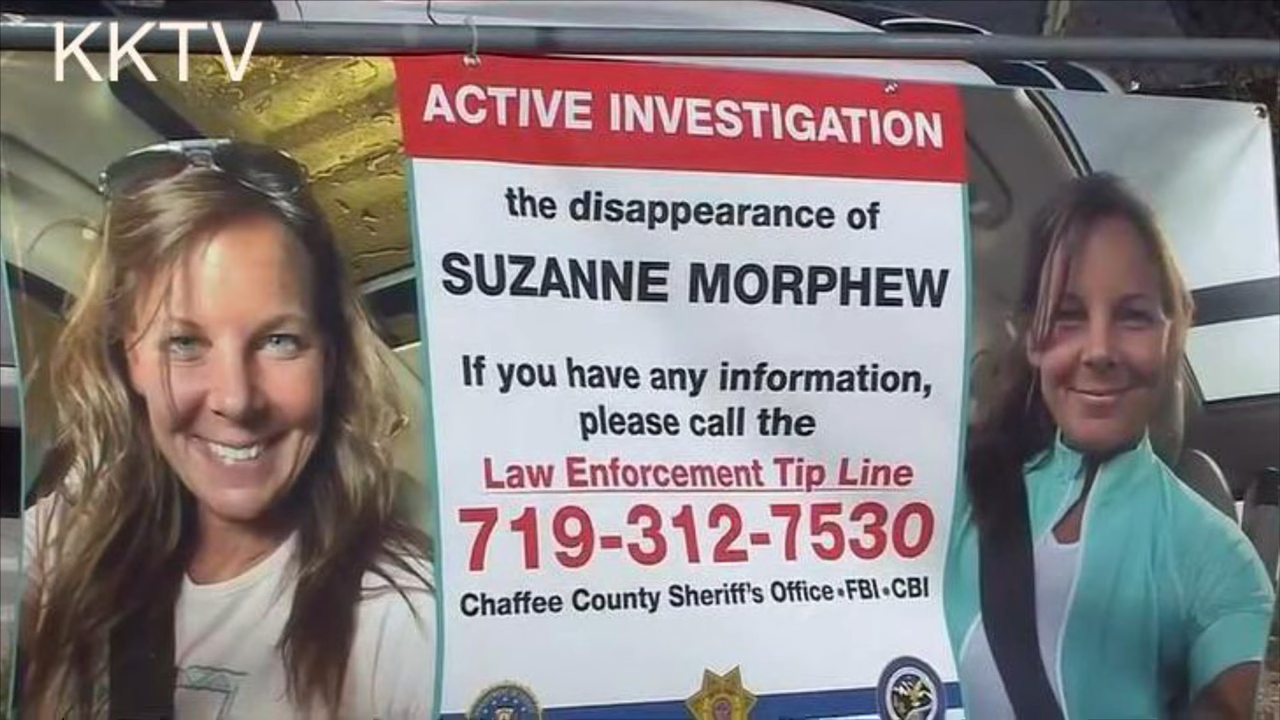 KKTV
ACTIVE INVESTIGATION
the disappearance of
SUZANNE MORPHEW
If you have any information,
please call the
Law Enforcement Tip Line
719-312-7530
Chaffee County Sheriff's Office•FBI•CBI